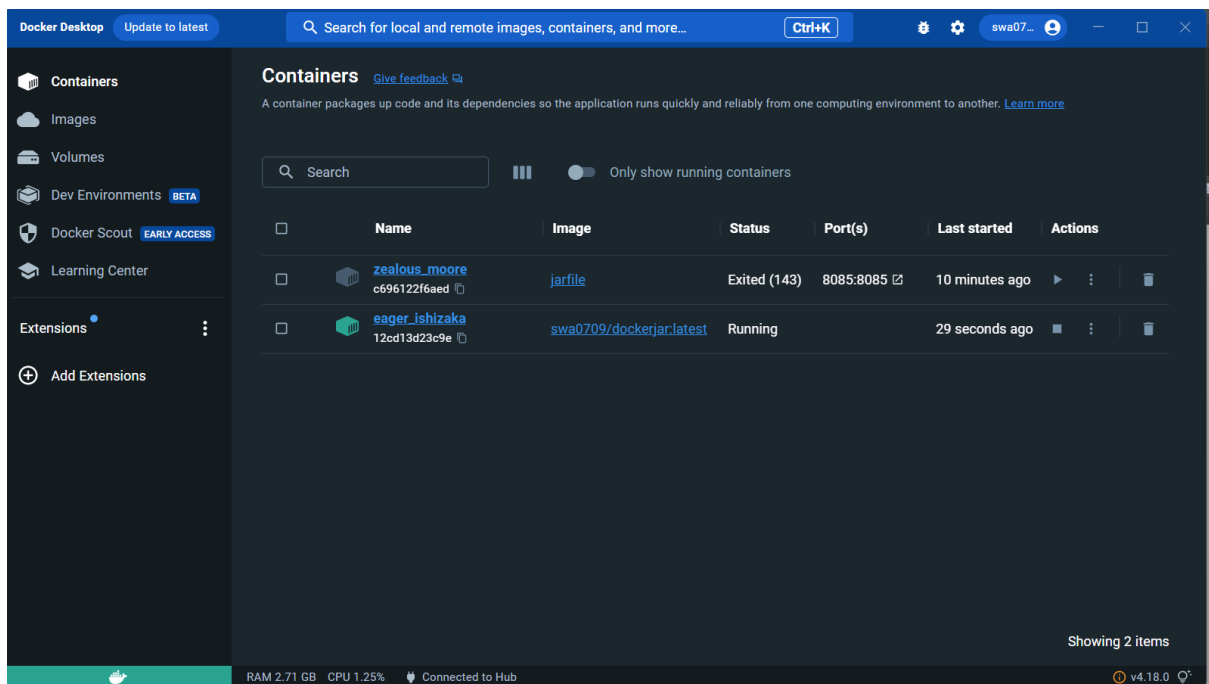 Docker Desktop Update to latest Search for local and remote images, containers, and more... Ctrl+K swa07...
Containers
Images
Volumes
Dev Environments BETA
Docker Scout EARLY ACCESS
Learning Center
Extensions
Add Extensions
Containers Give feedback
A container packages up code and its dependencies so the application runs quickly and reliably from one computing environment to another. Learn more
Search Only show running containers
Name Image Status Port(s) Last started Actions
zealous_moore
c696122f6aed jarfile Exited (143) 8085:8085 10 minutes ago
eager_ishizaka
12cd13d23c9e swa0709/dockerjar:latest Running 29 seconds ago
Showing 2 items
RAM 2.71 GB CPU 1.25% Connected to Hub v4.18.0